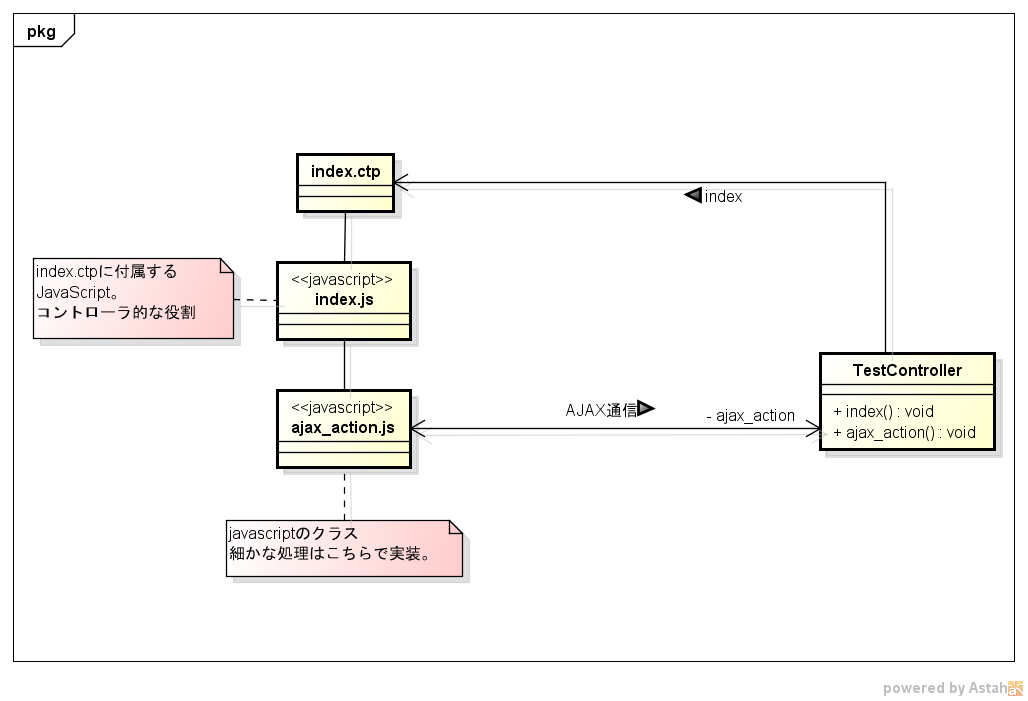 pkg
index.ctp
index
index.ctpに付属する
JavaScript。
コントローラ的な役割
<<javascript>>
index.js
TestController
+ index() : void
+ ajax_action() : void
<<javascript>>
ajax_action.js
AJAX通信
- ajax_action
javascriptのクラス
細かな処理はこちらで実装。
powered by Astah